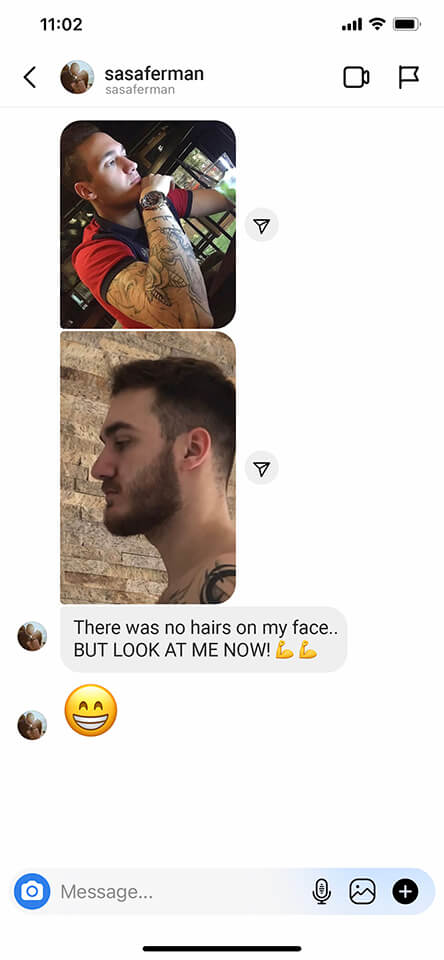 11:02
sasaferman
sasaferman
There was no hairs on my face..
BUT LOOK AT ME NOW!💪💪
😁
Message...